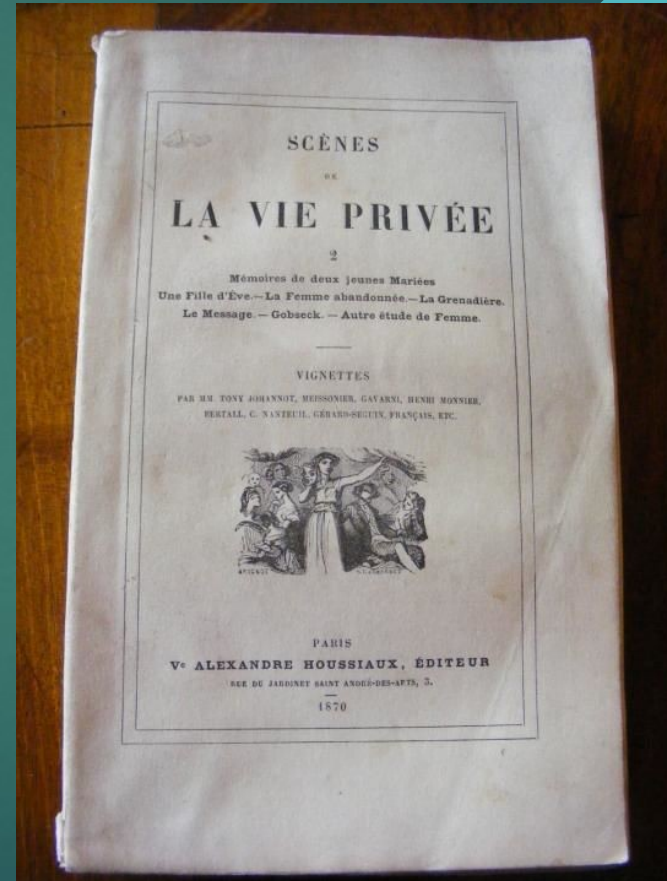 SCÈNES
DE
LA VIE PRIVÉE
2
Mémoires de deux jeunes Mariées
Une Fille d'Ève.—La Femme abandonnée.—La Grenadière.
Le Message.—Gobseck.—Autre étude de Femme.
VIGNETTES
PAR MM. TONY JOHANNOT, MEISSONIER, GAVARNI, HENRI MONNIER,
BERTALL, C. NANTEUIL, GÉRARD-SEGUIN, FRANÇAIS, ETC.
PARIS
Ve ALEXANDRE HOUSSIAUX, ÉDITEUR
RUE DU JARDINET SAINT ANDRÉ-DES-ARTS, 3.
1870